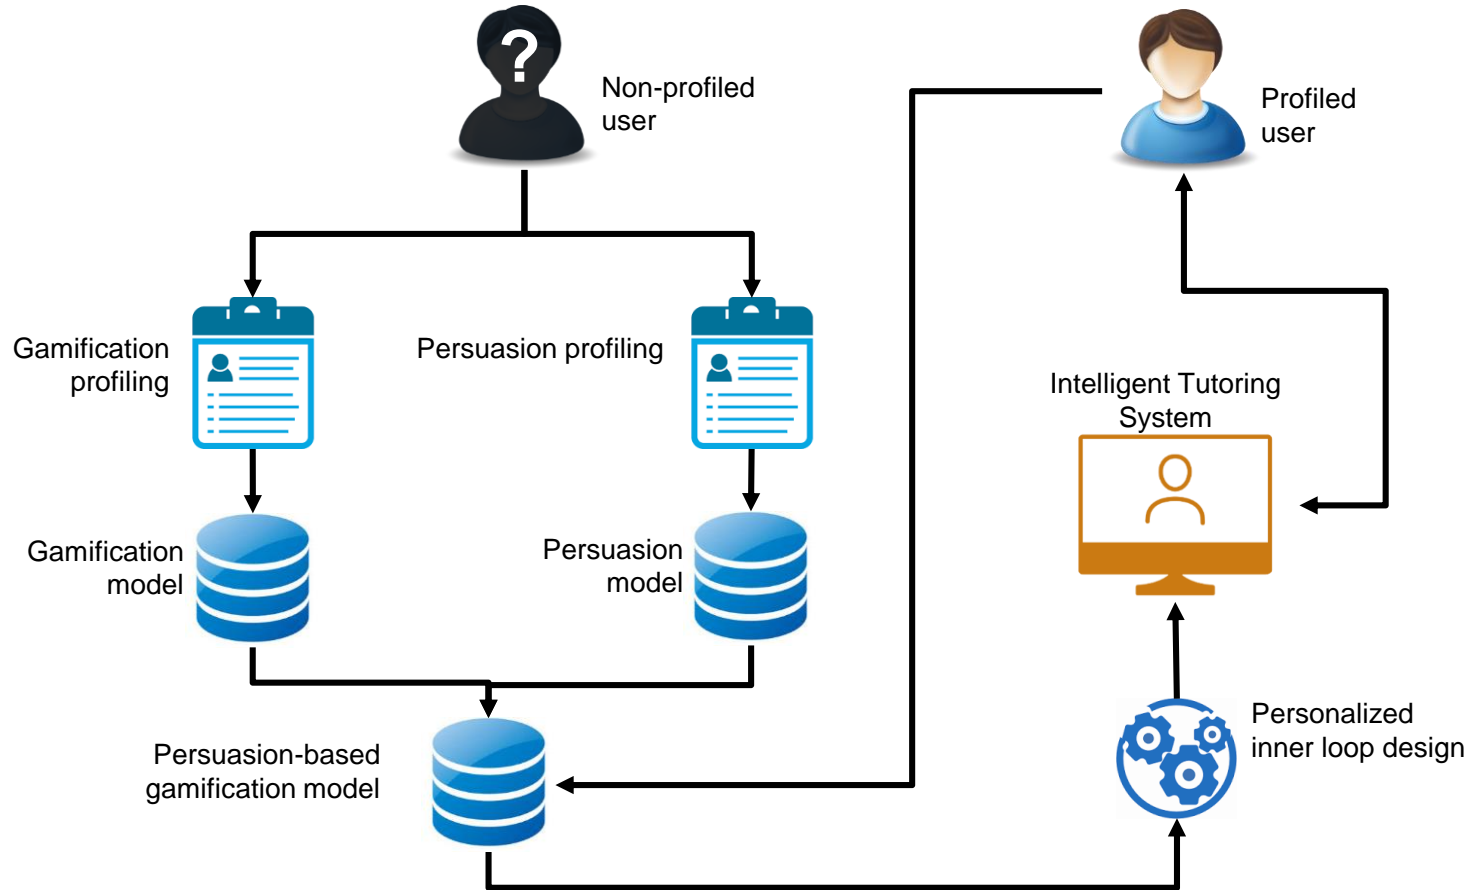 ?
Non-profiled
user
Profiled
user
Gamification
profiling
Persuasion profiling
Intelligent Tutoring
System
Gamification
model
Persuasion
model
Personalized
inner loop design
Persuasion-based
gamification model